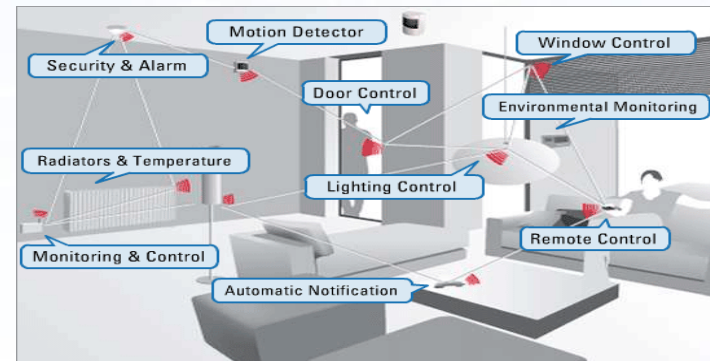 Motion Detector
Window Control
Security & Alarm
Door Control
Environmental Monitoring
Radiators & Temperature
Lighting Control
Remote Control
Monitoring & Control
Automatic Notification